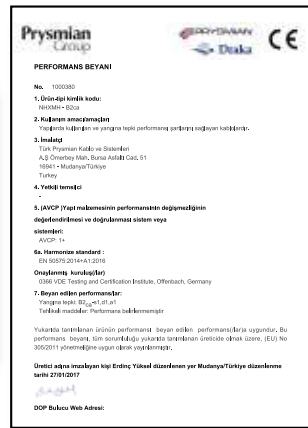 Prysmian
Group
PRYSMIAN
Draka
CE
PERFORMANS BEYANI
No. 1000380
1. Ürün-tipi kimlik kodu:
NHXMH - B2ca
2. Kullanım amacı/amaçları
Yapılarda kullanılan ve yangına tepki performansı şartlarını sağlayan kablolardır.
3. İmalatçı
Türk Prysmian Kablo ve Sistemleri
A.Ş Ömerbey Mah. Bursa Asfaltı Cad. 51
16941 - Mudanya/Türkiye
Turkey
4. Yetkili temsilci
-
5. (AVCP )Yapı malzemesinin performansının değişmezliğinin
değerlendirilmesi ve doğrulanması sistem veya
sistemleri:
AVCP: 1+
6a. Harmonize standard :
EN 50575:2014+A1:2016
Onaylanmış kuruluş(/lar)
0366 VDE Testing and Certification Institute, Offenbach, Germany
7. Beyan edilen performans/lar:
Yangına tepki: B2ca-s1,d1,a1
Tehlikeli maddeler: Performans belirlenmemiştir
Yukarıda tanımlanan ürünün performansı beyan edilen performans(/lar)a uygundur. Bu
performans beyanı, tüm sorumluluğu yukarıda tanımlanan üreticide olmak üzere, (EU) No
305/2011 yönetmeliğine uygun olarak yayınlanmıştır.
Üretici adına imzalayan kişi Erdinç Yüksel düzenlenen yer Mudanya/Türkiye düzenlenme
tarihi 27/01/2017
DOP Bulucu Web Adresi: